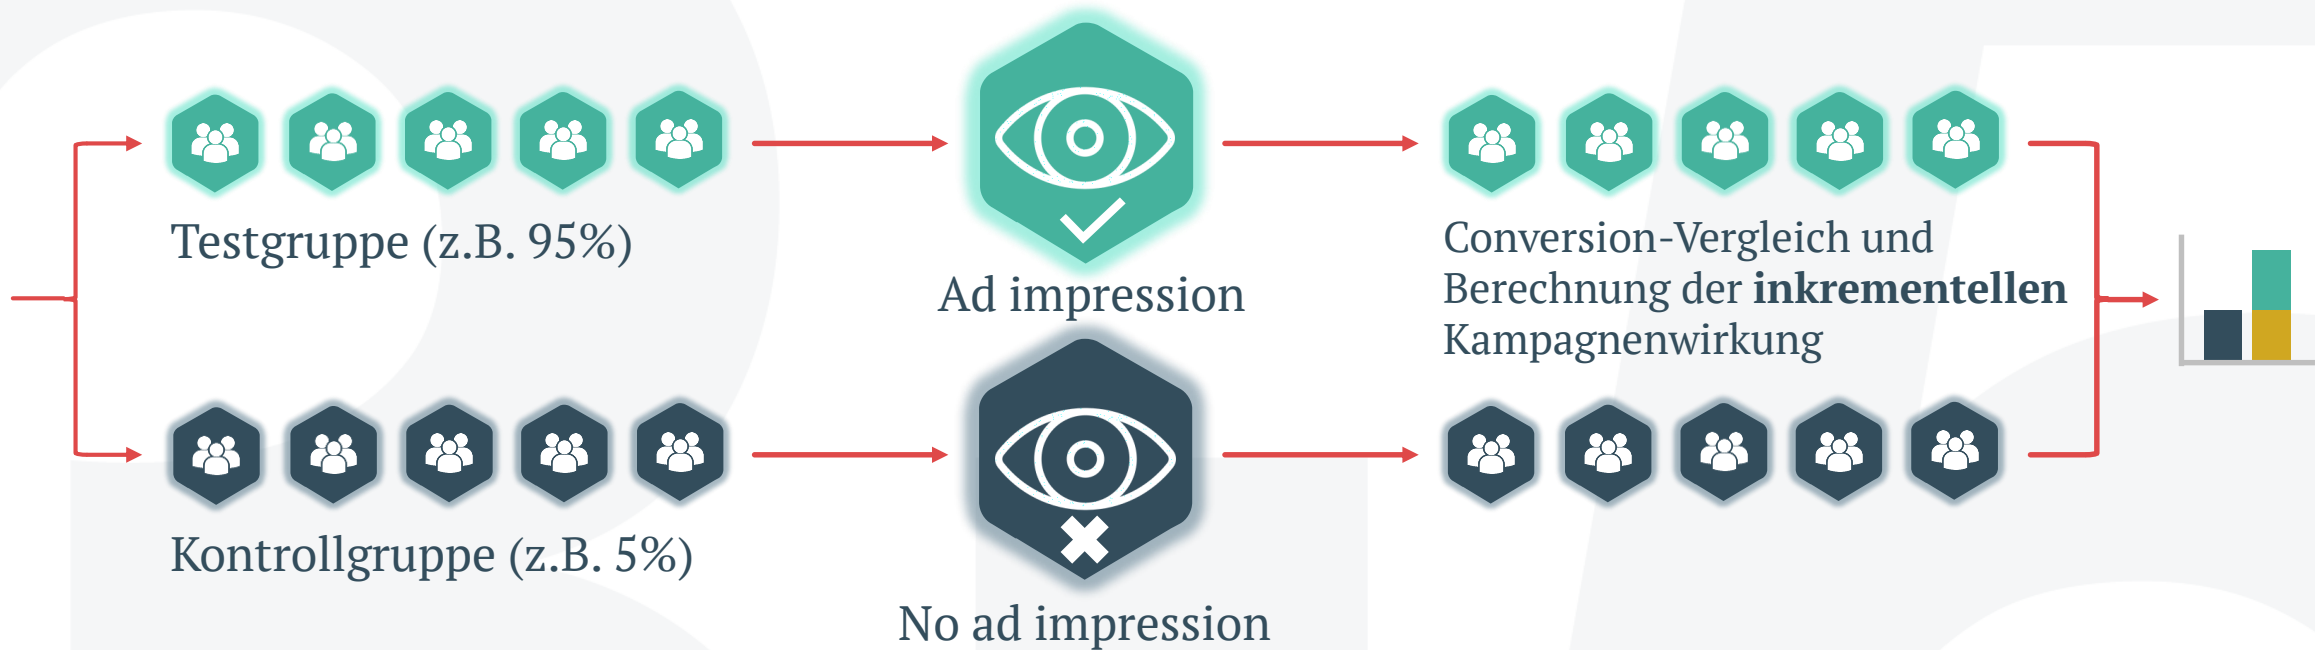 Testgruppe (z.B. 95%)
Ad impression
Conversion-Vergleich und
Berechnung der inkrementellen
Kampagnenwirkung
Kontrollgruppe (z.B. 5%)
No ad impression